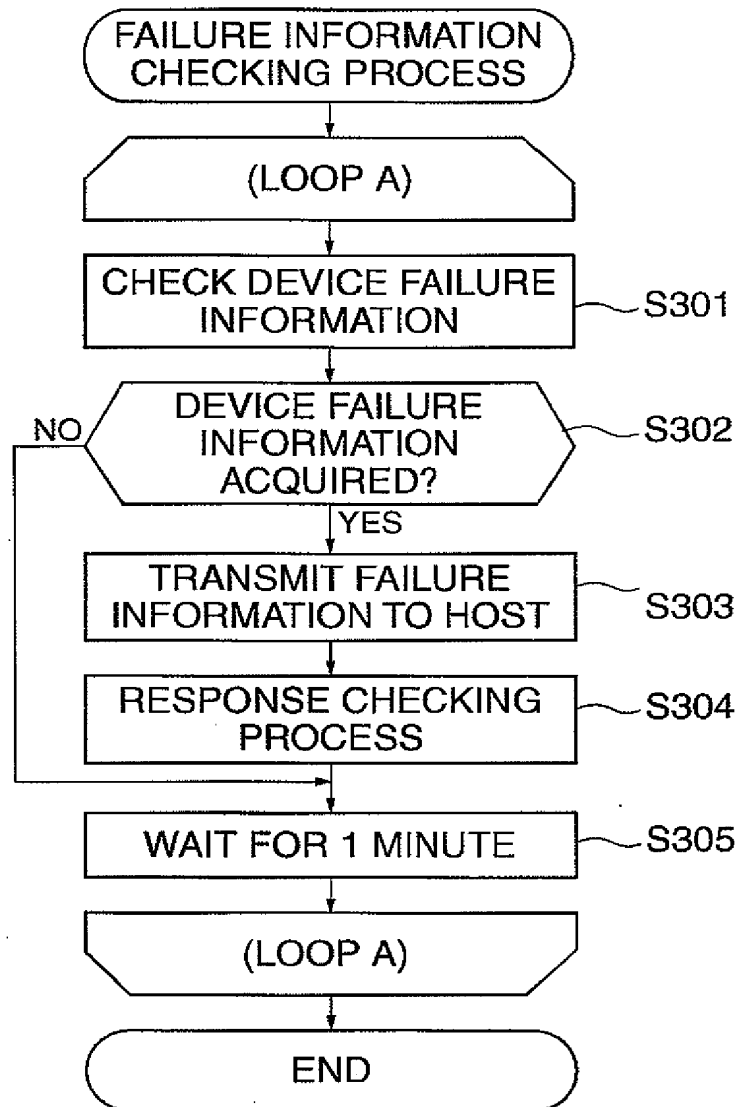 FAILURE INFORMATION
CHECKING PROCESS
(LOOP A)
CHECK DEVICE FAILURE
INFORMATION
S301
DEVICE FAILURE
INFORMATION
ACQUIRED?
S302
NO
YES
TRANSMIT FAILURE
INFORMATION TO HOST
S303
RESPONSE CHECKING
PROCESS
S304
WAIT FOR 1 MINUTE
S305
(LOOP A)
END